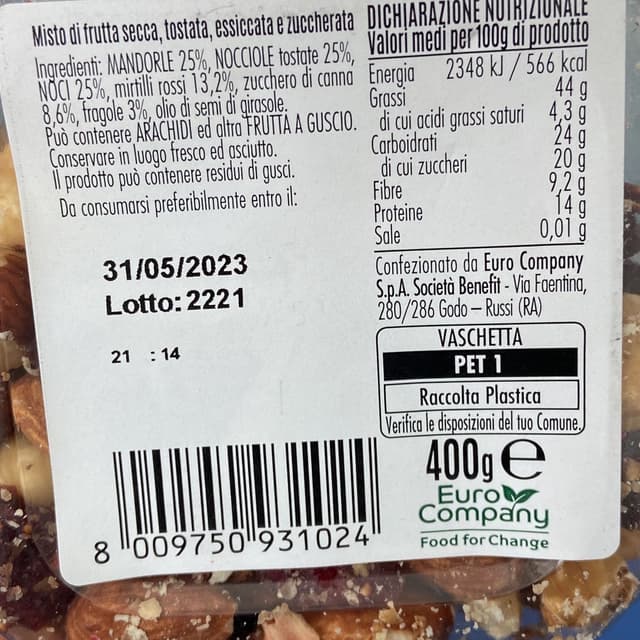 Misto di frutta secca, tostata, essiccata e zuccherata
Ingredienti: MANDORLE 25%, NOCCIOLE tostate 25%,
NOCI 25%, mirtilli rossi 13,2%, zucchero di canna
8,6%, fragole 3%, olio di semi di girasole.
Può contenere ARACHIDI ed altra FRUTTA A GUSCIO.
Conservare in luogo fresco ed asciutto.
Il prodotto può contenere residui di gusci.
Da consumarsi preferibilmente entro il:
31/05/2023
Lotto: 2221
21 : 14
8 009750 931024
DICHIARAZIONE NUTRIZIONALE
Valori medi per 100g di prodotto
Energia 2348 kJ / 566 kcal
Grassi 44 g
di cui acidi grassi saturi 4,3 g
Carboidrati 24 g
di cui zuccheri 20 g
Fibre 9,2 g
Proteine 14 g
Sale 0,01 g
Confezionato da Euro Company
S.p.A. Società Benefit - Via Faentina,
280/286 Godo – Russi (RA)
VASCHETTA
PET 1
Raccolta Plastica
Verifica le disposizioni del tuo Comune.
400g e
Euro
Company
Food for Change